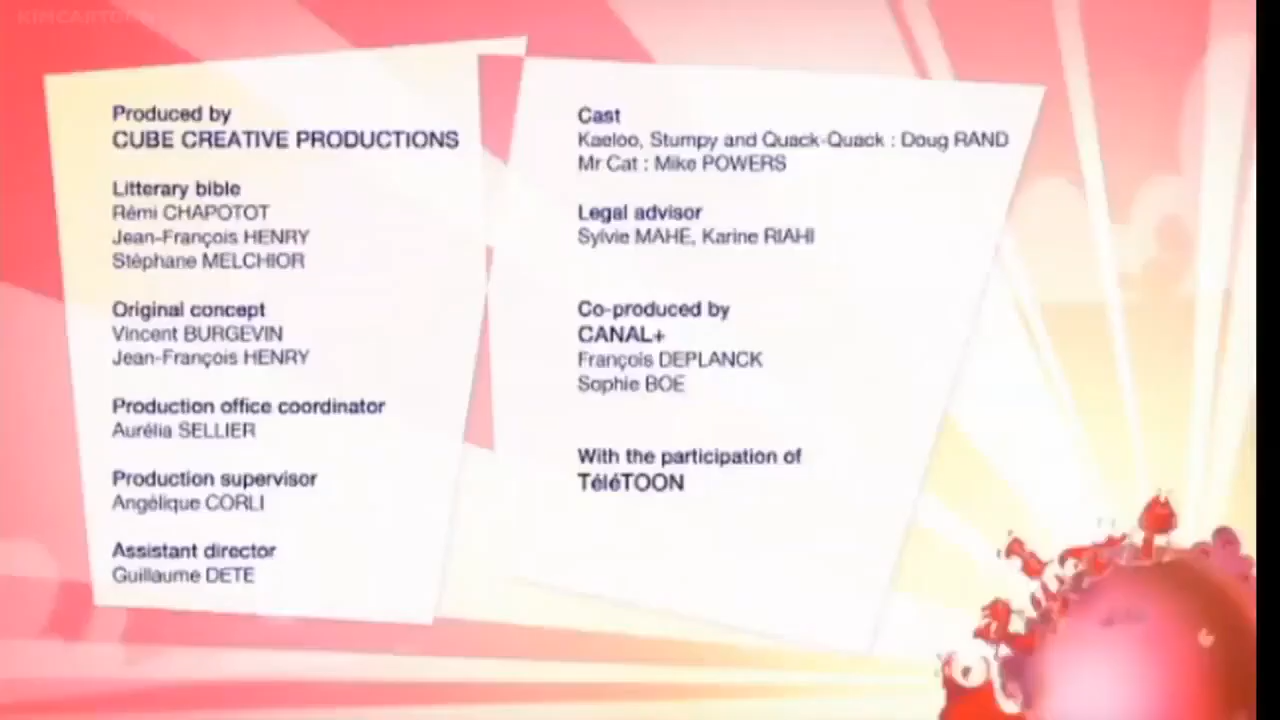 KIMCARTOON
Produced by
CUBE CREATIVE PRODUCTIONS
Litterary bible
Rémi CHAPOTOT
Jean-François HENRY
Stéphane MELCHIOR
Original concept
Vincent BURGEVIN
Jean-François HENRY
Production office coordinator
Aurélia SELLIER
Production supervisor
Angélique CORLI
Assistant director
Guillaume DETE
Cast
Kaeloo, Stumpy and Quack-Quack : Doug RAND
Mr Cat : Mike POWERS
Legal advisor
Sylvie MAHE, Karine RIAHI
Co-produced by
CANAL+
François DEPLANCK
Sophie BOE
With the participation of
TéléTOON